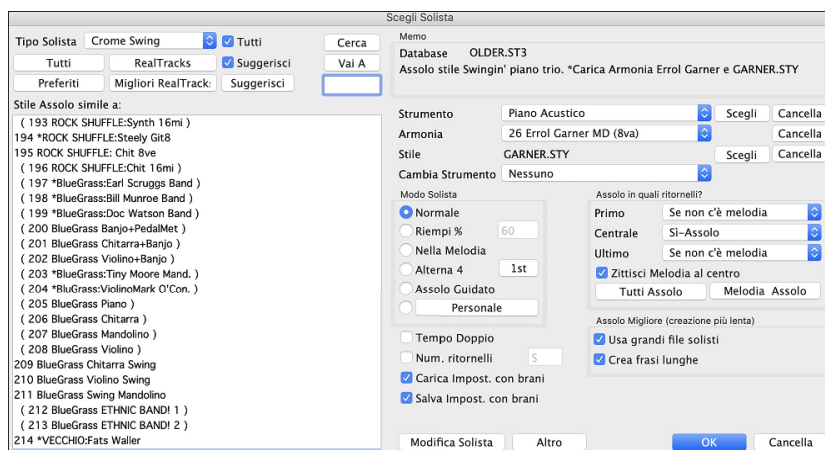 Scegli Solista
Tipo Solista Crome Swing Tutti Cerca
Tutti RealTracks Suggerisci Vai A
Preferiti Migliori RealTrack: Suggerisci
Stile Assolo simile a:
( 193 ROCK SHUFFLE:Synth 16mi )
194 *ROCK SHUFFLE:Steely Git8
195 ROCK SHUFFLE: Chit 8ve
( 196 ROCK SHUFFLE:Chit 16mi )
( 197 *BlueGrass:Earl Scruggs Band )
( 198 *BlueGrass:Bill Munroe Band )
( 199 *BlueGrass:Doc Watson Band )
( 200 BlueGrass Banjo+PedalMet )
( 201 BlueGrass Chitarra+Banjo )
( 202 BlueGrass Violino+Banjo )
( 203 *BlueGrass:Tiny Moore Mand. )
( 204 *BluGrass:ViolinoMark O'Con. )
( 205 BlueGrass Piano )
( 206 BlueGrass Chitarra )
( 207 BlueGrass Mandolino )
( 208 BlueGrass Violino )
209 BlueGrass Chitarra Swing
210 BlueGrass Violino Swing
211 BlueGrass Swing Mandolino
( 212 BlueGrass ETHNIC BAND! 1 )
( 213 BlueGrass ETHNIC BAND! 2 )
214 *VECCHIO:Fats Waller
Memo
Database OLDER.ST3
Assolo stile Swingin' piano trio. *Carica Armonia Errol Garner e GARNER.STY
Strumento Piano Acustico Scegli Cancella
Armonia 26 Errol Garner MD (8va) Cancella
Stile GARNER.STY Scegli Cancella
Cambia Strumento Nessuno
Modo Solista
Normale
Riempi % 60
Nella Melodia
Alterna 4 1st
Assolo Guidato
Personale
Tempo Doppio
Num. ritornelli 5
Carica Impost. con brani
Salva Impost. con brani
Assolo in quali ritornelli?
Primo Se non c'è melodia
Centrale Sì-Assolo
Ultimo Se non c'è melodia
Zittisci Melodia al centro
Tutti Assolo Melodia Assolo
Assolo Migliore (creazione più lenta)
Usa grandi file solisti
Crea frasi lunghe
Modifica Solista Altro OK Cancella